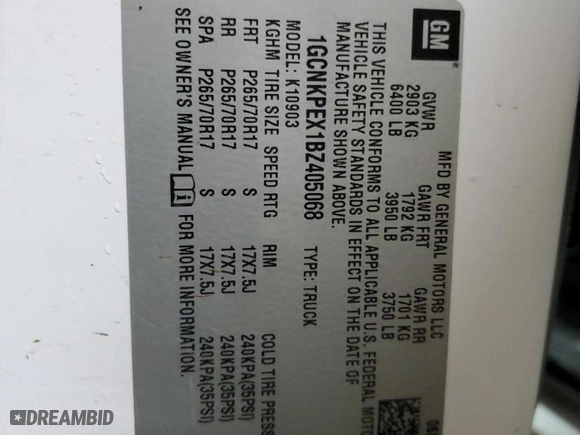 GM
MFD BY GENERAL MOTORS LLC 08
GVWR GAWR FRT GAWR RR
2903 KG 1792 KG 1701 KG
6400 LB 3950 LB 3750 LB
THIS VEHICLE CONFORMS TO ALL APPLICABLE U.S. FEDERAL MOTO
VEHICLE SAFETY STANDARDS IN EFFECT ON THE DATE OF
MANUFACTURE SHOWN ABOVE.
1GCNKPEX1BZ405068 TYPE: TRUCK
MODEL: K10903
KGHM TIRE SIZE SPEED RTG RIM COLD TIRE PRES
FRT P265/70R17 S 17X7.5J 240KPA(35PSI)
RR P265/70R17 S 17X7.5J 240KPA(35PSI)
SPA P265/70R17 S 17X7.5J 240KPA(35PSI)
SEE OWNER'S MANUAL i FOR MORE INFORMATION.
DREAMBID